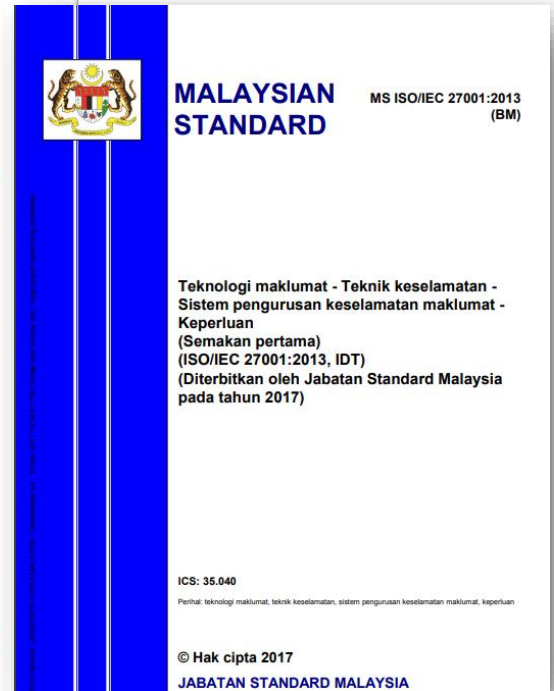 MALAYSIAN
STANDARD
MS ISO/IEC 27001:2013
(BM)
Teknologi maklumat - Teknik keselamatan -
Sistem pengurusan keselamatan maklumat -
Keperluan
(Semakan pertama)
(ISO/IEC 27001:2013, IDT)
(Diterbitkan oleh Jabatan Standard Malaysia
pada tahun 2017)
ICS: 35.040
Perihal: teknologi maklumat, teknik keselamatan, sistem pengurusan keselamatan maklumat, keperluan
© Hak cipta 2017
JABATAN STANDARD MALAYSIA